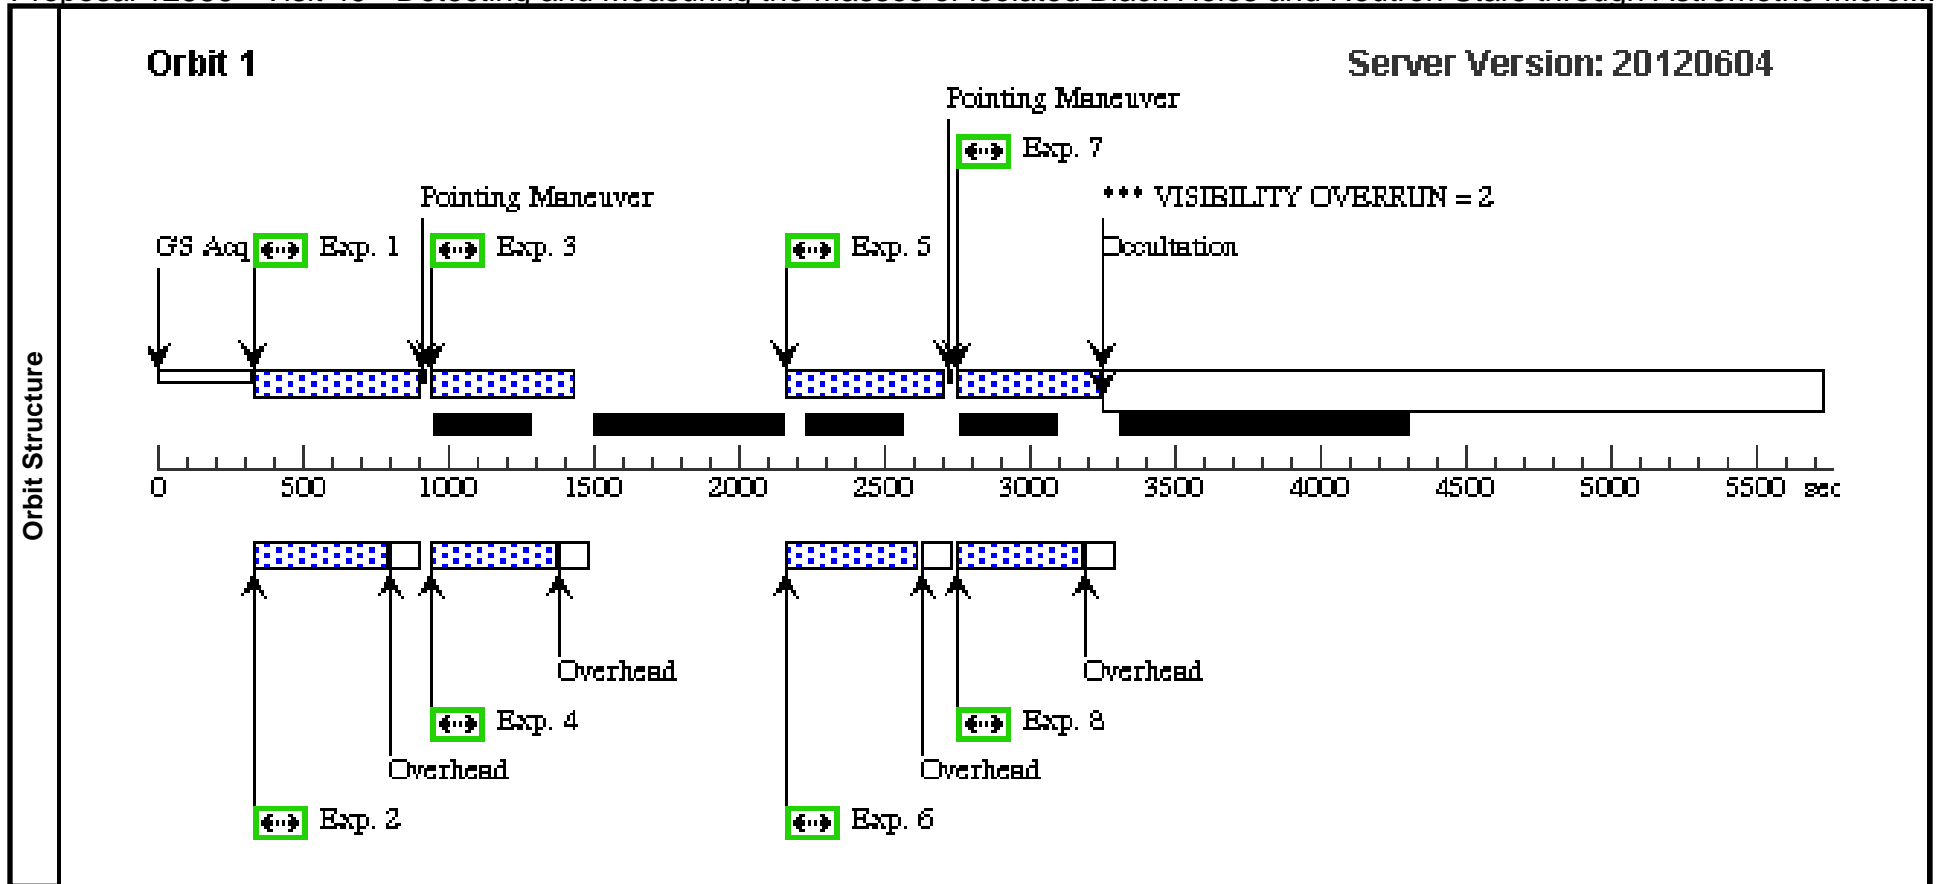 Orbit 1
Server Version: 20120604
Pointing Maneuver
Exp. 7
Pointing Maneuver
*** VISIBILITY OVERRUN = 2
GS Acq
Exp. 1
Exp. 3
Exp. 5
Occultation
Orbit Structure
0 500 1000 1500 2000 2500 3000 3500 4000 4500 5000 5500 sec
Overhead
Overhead
Exp. 4
Exp. 8
Overhead
Overhead
Exp. 2
Exp. 6